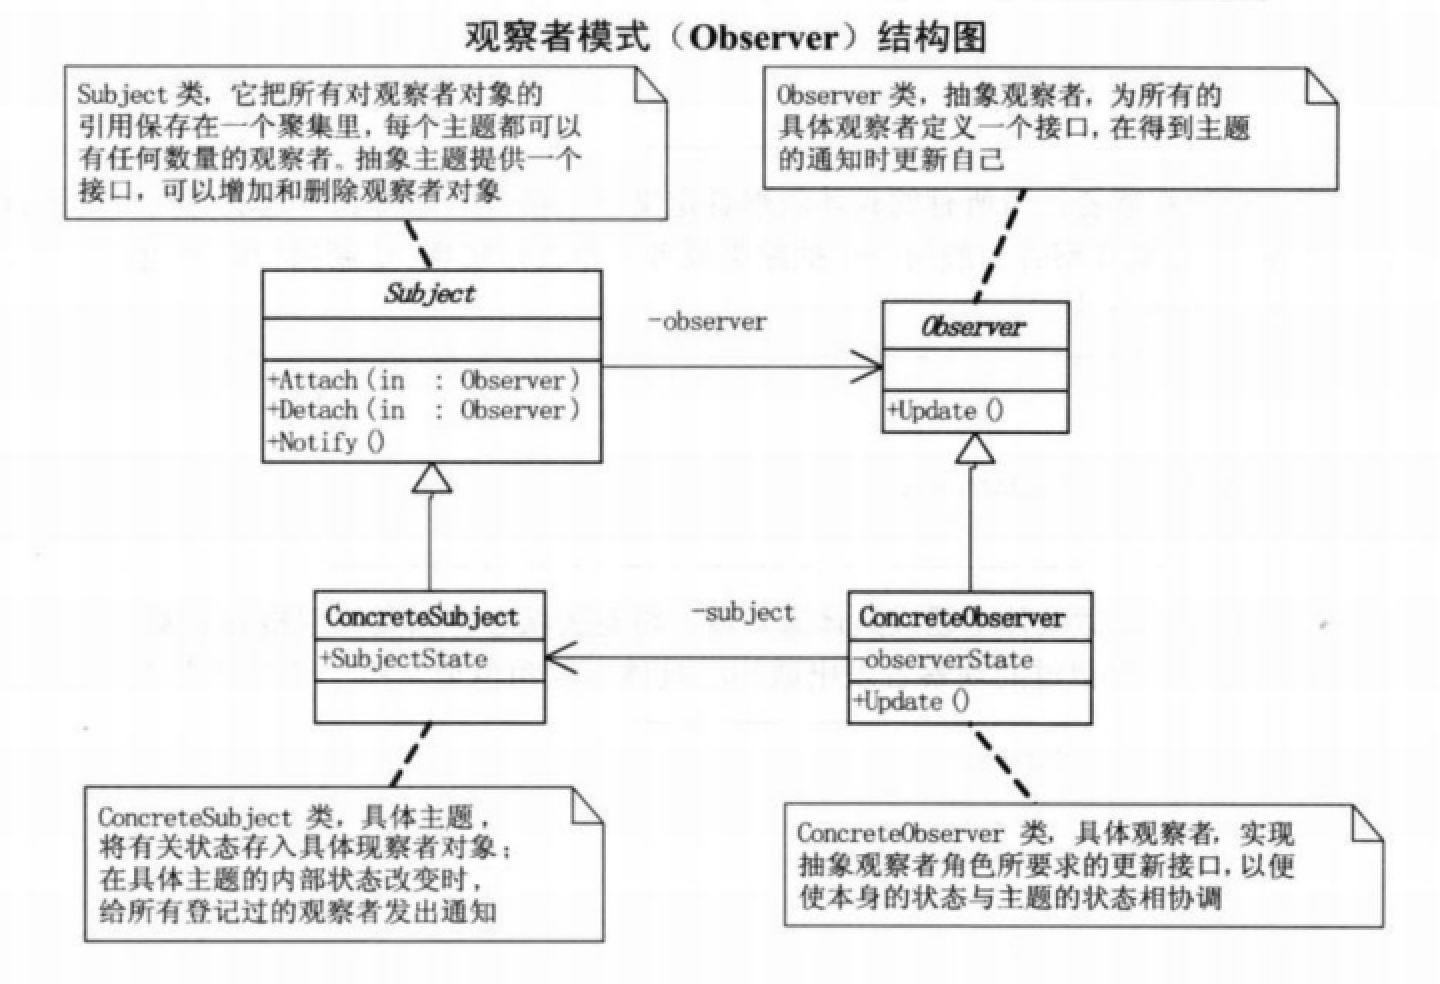 观察者模式（Observer）结构图
Subject 类，它把所有对观察者对象的
引用保存在一个聚集里，每个主题都可以
有任何数量的观察者。抽象主题提供一个
接口，可以增加和删除观察者对象
Observer 类，抽象观察者，为所有的
具体观察者定义一个接口，在得到主题
的通知时更新自己
Subject
+Attach(in : Observer)
+Detach(in : Observer)
+Notify()
-observer
Observer
+Update()
ConcreteSubject
+SubjectState
-subject
ConcreteObserver
-observerState
+Update()
ConcreteSubject 类，具体主题，
将有关状态存入具体现察者对象；
在具体主题的内部状态改变时，
给所有登记过的观察者发出通知
ConcreteObserver 类，具体观察者，实现
抽象观察者角色所要求的更新接口，以便
使本身的状态与主题的状态相协调